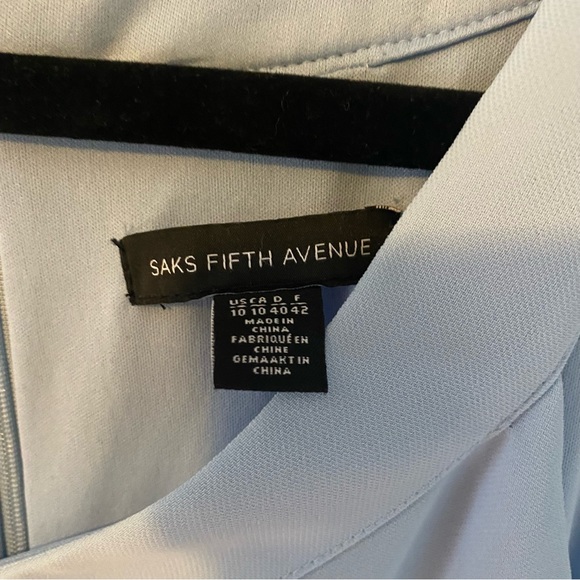 SAKS FIFTH AVENUE
US CA D F
10 10 40 42
MADE IN
CHINA
FABRIQUÉ EN
CHINE
GEMAAKT IN
CHINA